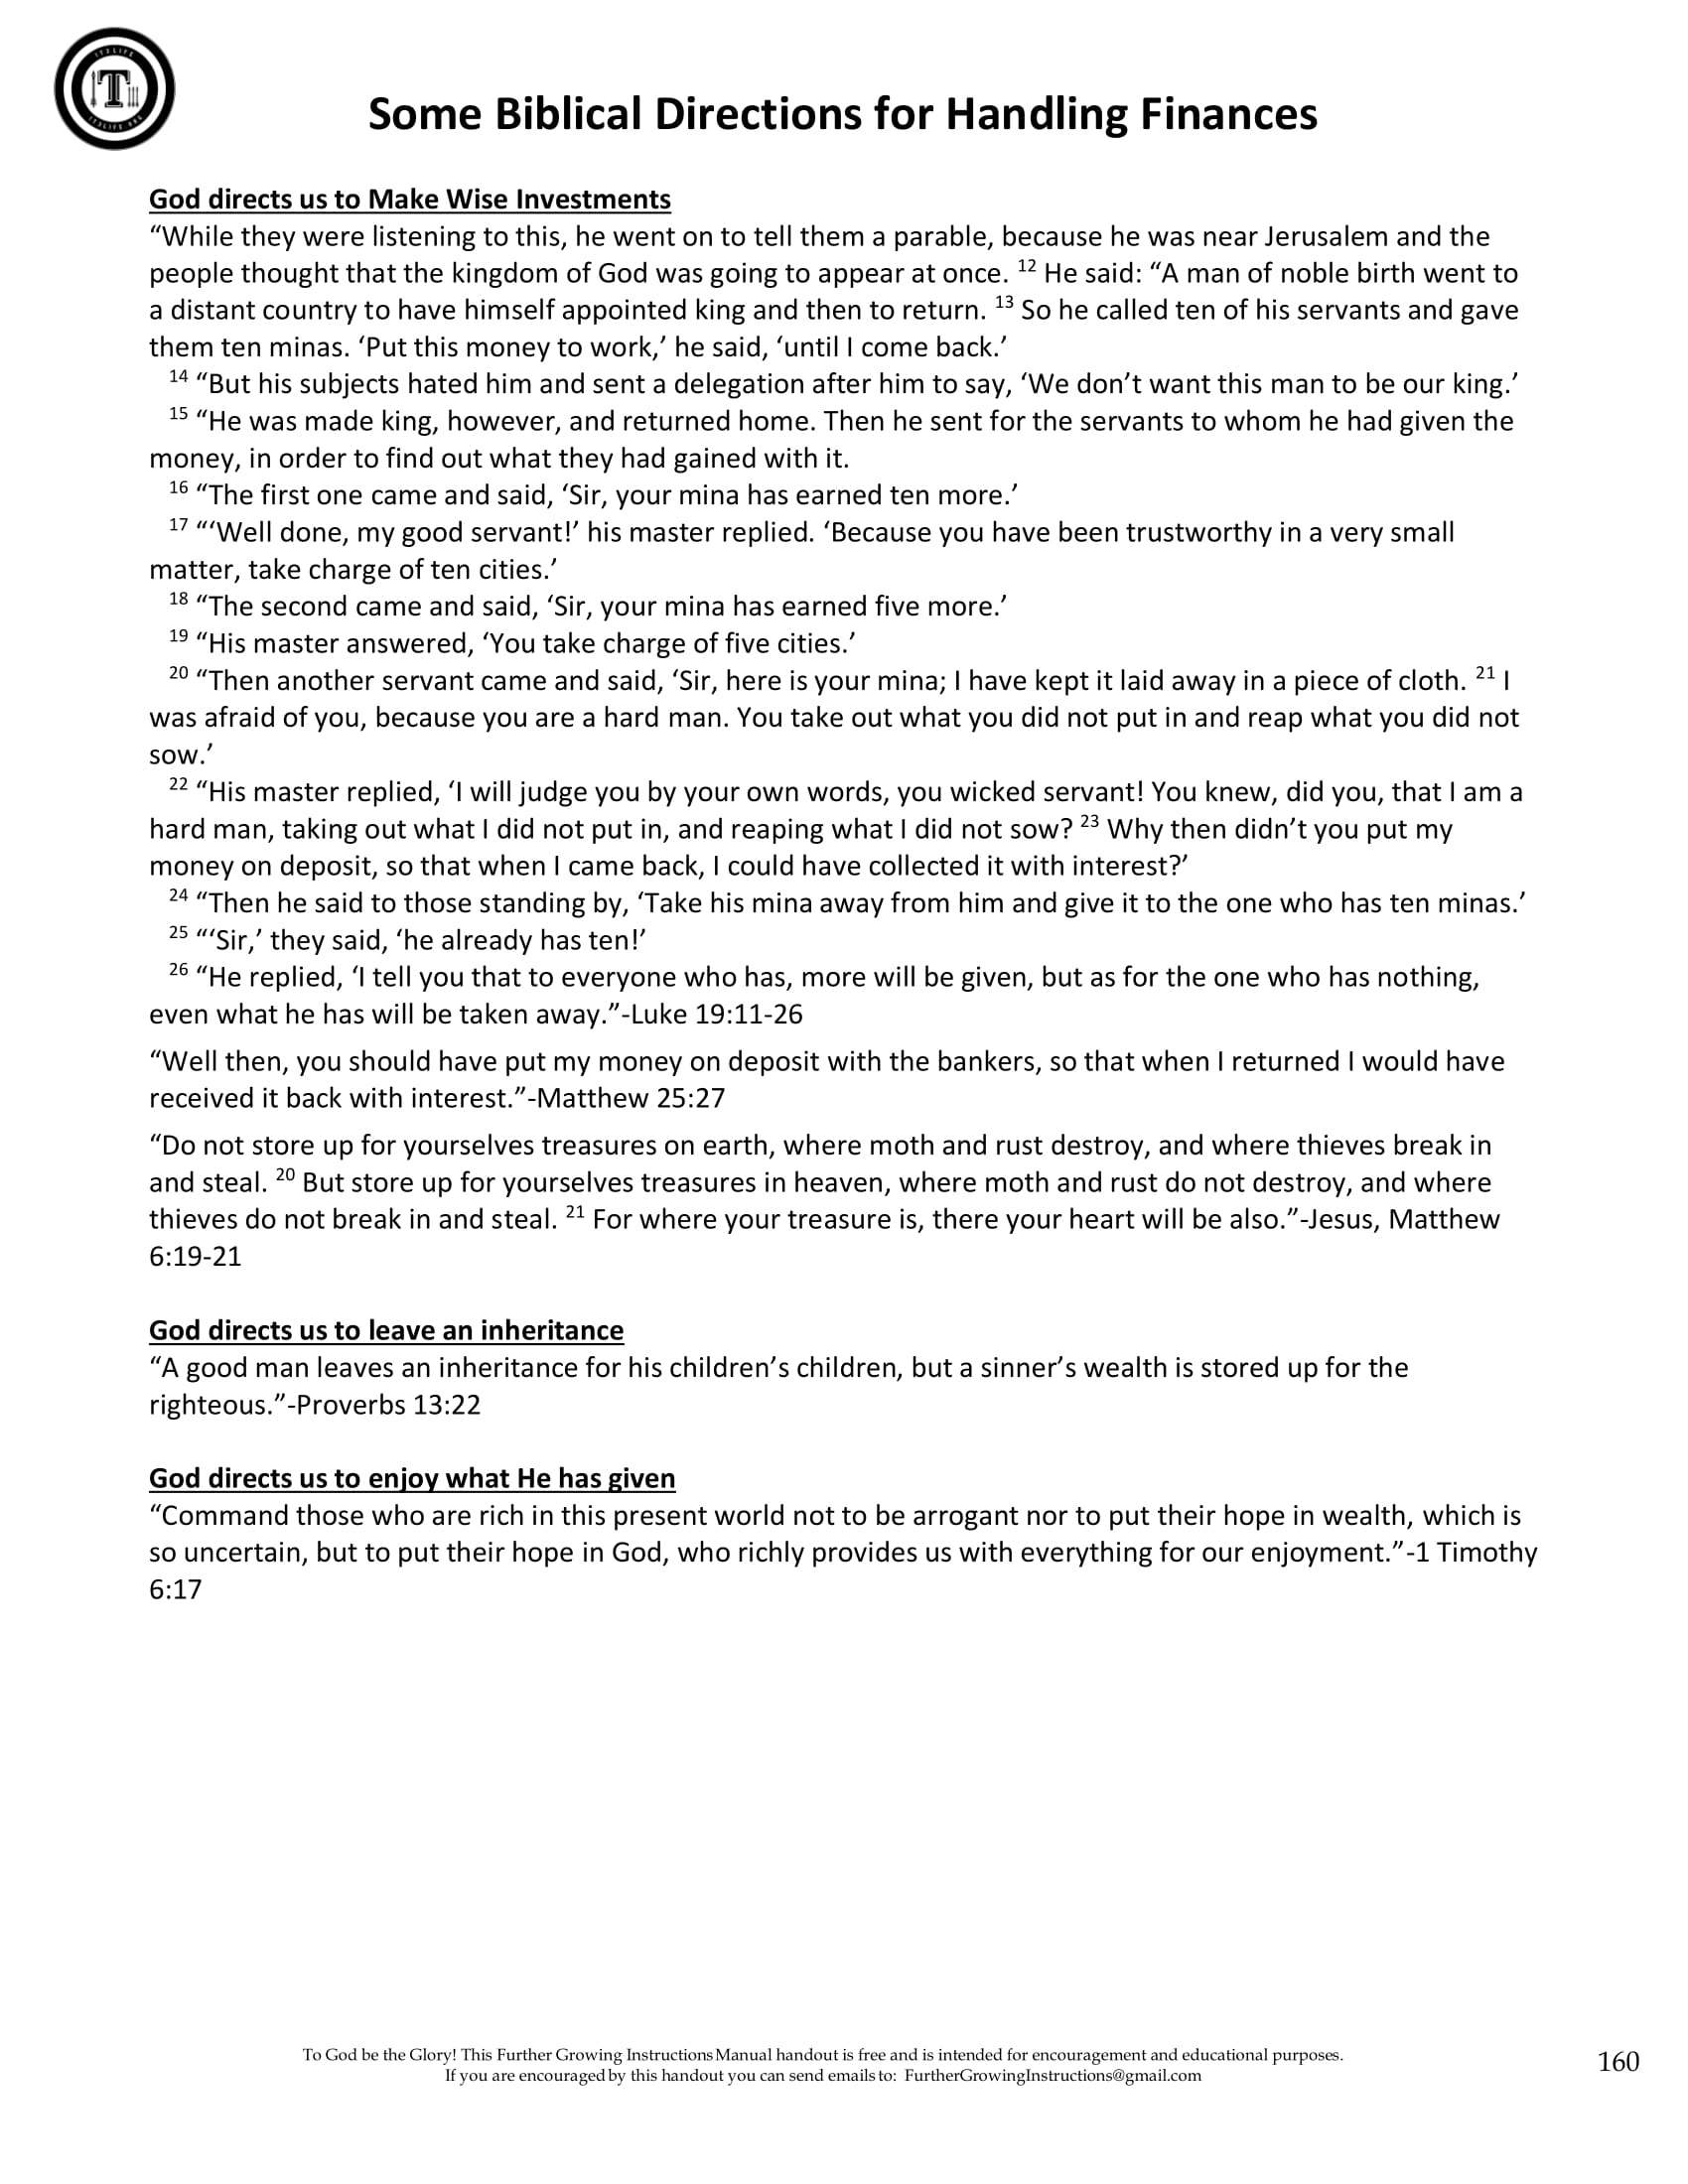 Some Biblical Directions for Handling Finances
God directs us to Make Wise Investments
“While they were listening to this, he went on to tell them a parable, because he was near Jerusalem and the
people thought that the kingdom of God was going to appear at once. 12 He said: “A man of noble birth went to
a distant country to have himself appointed king and then to return. 13 So he called ten of his servants and gave
them ten minas. ‘Put this money to work,’ he said, ‘until I come back.’
14 “But his subjects hated him and sent a delegation after him to say, ‘We don’t want this man to be our king.’
15 “He was made king, however, and returned home. Then he sent for the servants to whom he had given the
money, in order to find out what they had gained with it.
16 “The first one came and said, ‘Sir, your mina has earned ten more.’
17 “‘Well done, my good servant!’ his master replied. ‘Because you have been trustworthy in a very small
matter, take charge of ten cities.’
18 “The second came and said, ‘Sir, your mina has earned five more.’
19 “His master answered, ‘You take charge of five cities.’
20 “Then another servant came and said, ‘Sir, here is your mina; I have kept it laid away in a piece of cloth. 21 I
was afraid of you, because you are a hard man. You take out what you did not put in and reap what you did not
sow.’
22 “His master replied, ‘I will judge you by your own words, you wicked servant! You knew, did you, that I am a
hard man, taking out what I did not put in, and reaping what I did not sow? 23 Why then didn’t you put my
money on deposit, so that when I came back, I could have collected it with interest?’
24 “Then he said to those standing by, ‘Take his mina away from him and give it to the one who has ten minas.’
25 “‘Sir,’ they said, ‘he already has ten!’
26 “He replied, ‘I tell you that to everyone who has, more will be given, but as for the one who has nothing,
even what he has will be taken away.”-Luke 19:11-26
“Well then, you should have put my money on deposit with the bankers, so that when I returned I would have
received it back with interest.”-Matthew 25:27
“Do not store up for yourselves treasures on earth, where moth and rust destroy, and where thieves break in
and steal. 20 But store up for yourselves treasures in heaven, where moth and rust do not destroy, and where
thieves do not break in and steal. 21 For where your treasure is, there your heart will be also.”-Jesus, Matthew
6:19-21
God directs us to leave an inheritance
“A good man leaves an inheritance for his children’s children, but a sinner’s wealth is stored up for the
righteous.”-Proverbs 13:22
God directs us to enjoy what He has given
“Command those who are rich in this present world not to be arrogant nor to put their hope in wealth, which is
so uncertain, but to put their hope in God, who richly provides us with everything for our enjoyment.”-1 Timothy
6:17
To God be the Glory! This Further Growing Instructions Manual handout is free and is intended for encouragement and educational purposes.
If you are encouraged by this handout you can send emails to: FurtherGrowingInstructions@gmail.com
160